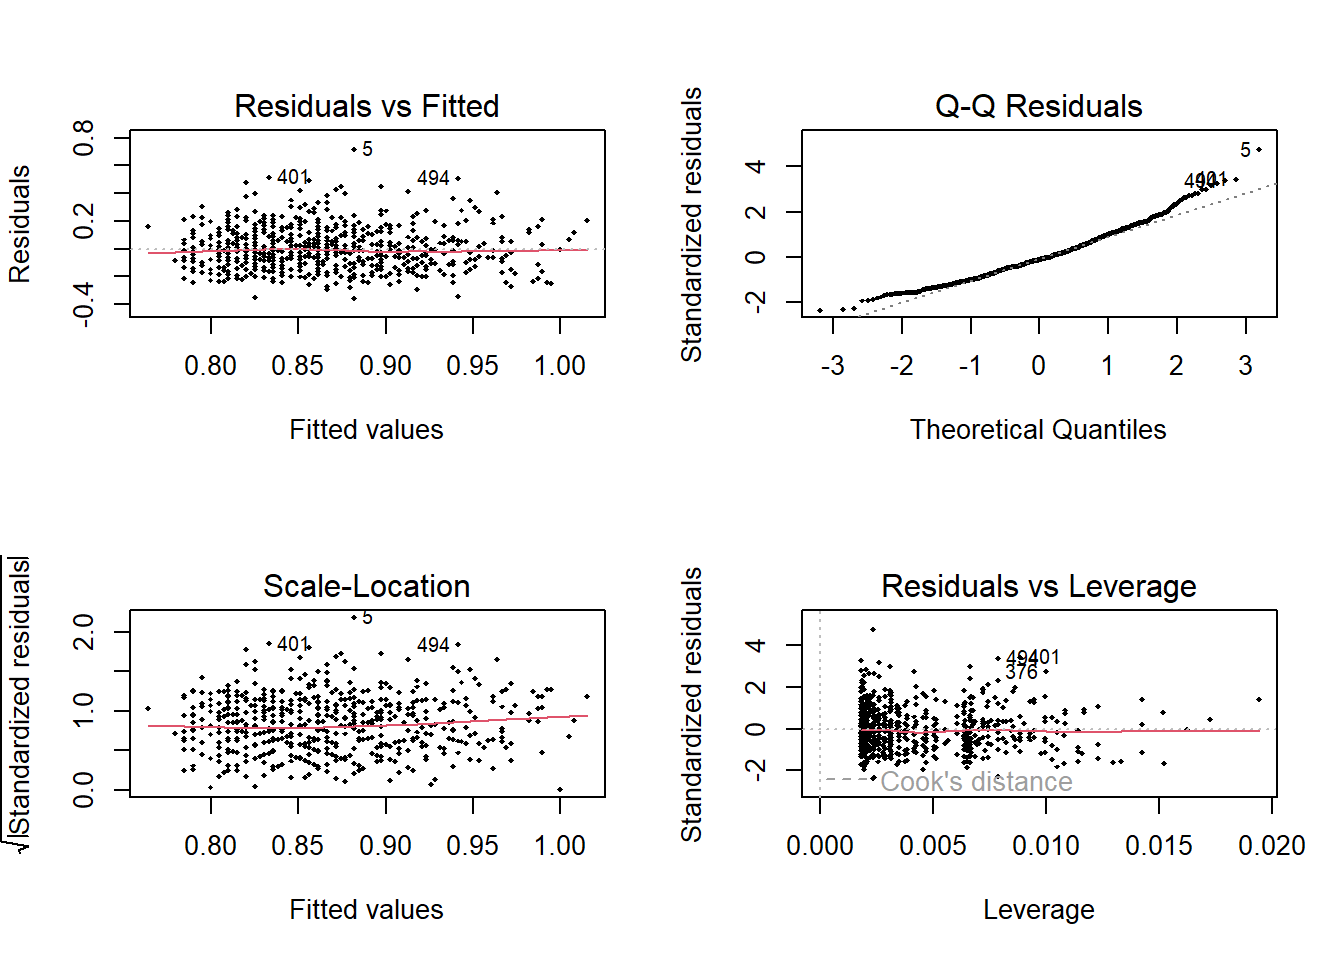 Residuals vs Fitted
Residuals
0.8
0.2
-0.4
5
401
494
0.80 0.85 0.90 0.95 1.00
Fitted values
Q-Q Residuals
Standardized residuals
4
2
0
-2
5
401
-3 -2 -1 0 1 2 3
Theoretical Quantiles
Scale-Location
√|Standardized residuals|
2.0
1.0
0.0
5
401
494
0.80 0.85 0.90 0.95 1.00
Fitted values
Residuals vs Leverage
Standardized residuals
4
2
0
-2
494
401
376
Cook's distance
0.000 0.005 0.010 0.015 0.020
Leverage